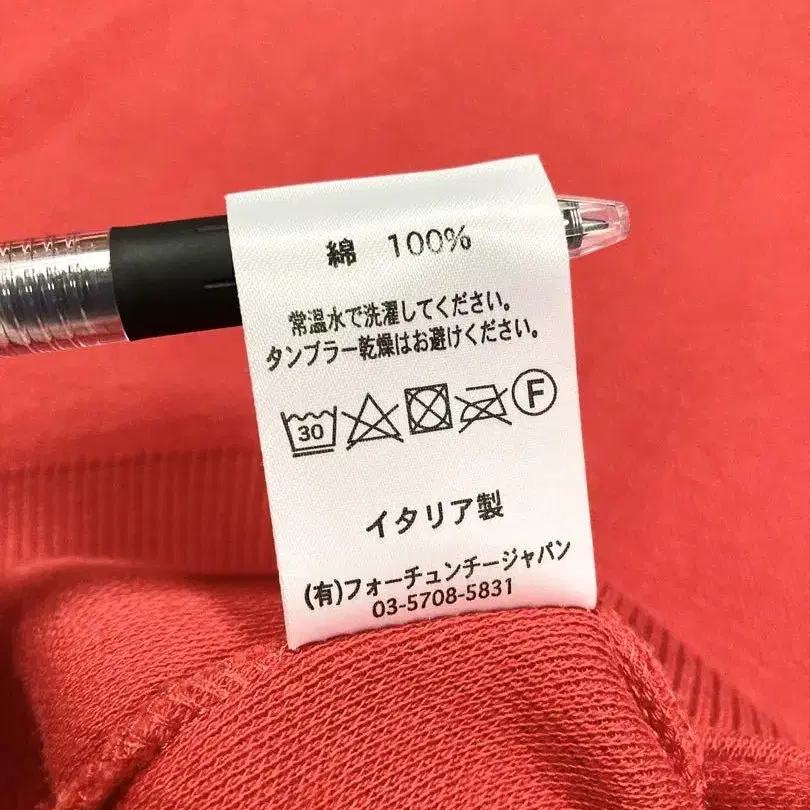 綿 100%
常温水で洗濯してください。
タンブラー乾燥はお避けください。
30 F
イタリア製
(有)フォーチュンチージャパン
03-5708-5831